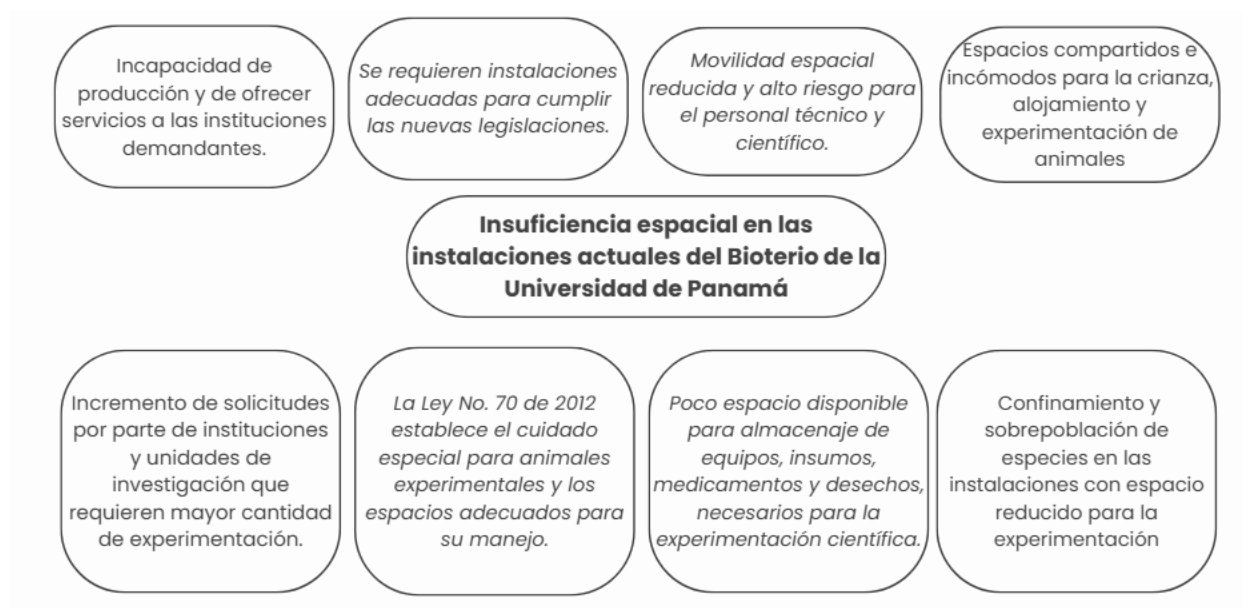 Incapacidad de
producción y de ofrecer
servicios a las instituciones
demandantes.
Se requieren instalaciones
adecuadas para cumplir
las nuevas legislaciones.
Movilidad espacial
reducida y alto riesgo para
el personal técnico y
científico.
Espacios compartidos e
incómodos para la crianza,
alojamiento y
experimentación de
animales
Insuficiencia espacial en las
instalaciones actuales del Bioterio de la
Universidad de Panamá
Incremento de solicitudes
por parte de instituciones
y unidades de
investigación que
requieren mayor cantidad
de experimentación.
La Ley No. 70 de 2012
establece el cuidado
especial para animales
experimentales y los
espacios adecuados para
su manejo.
Poco espacio disponible
para almacenaje de
equipos, insumos,
medicamentos y desechos,
necesarios para la
experimentación científica.
Confinamiento y
sobrepoblación de
especies en las
instalaciones con espacio
reducido para la
experimentación